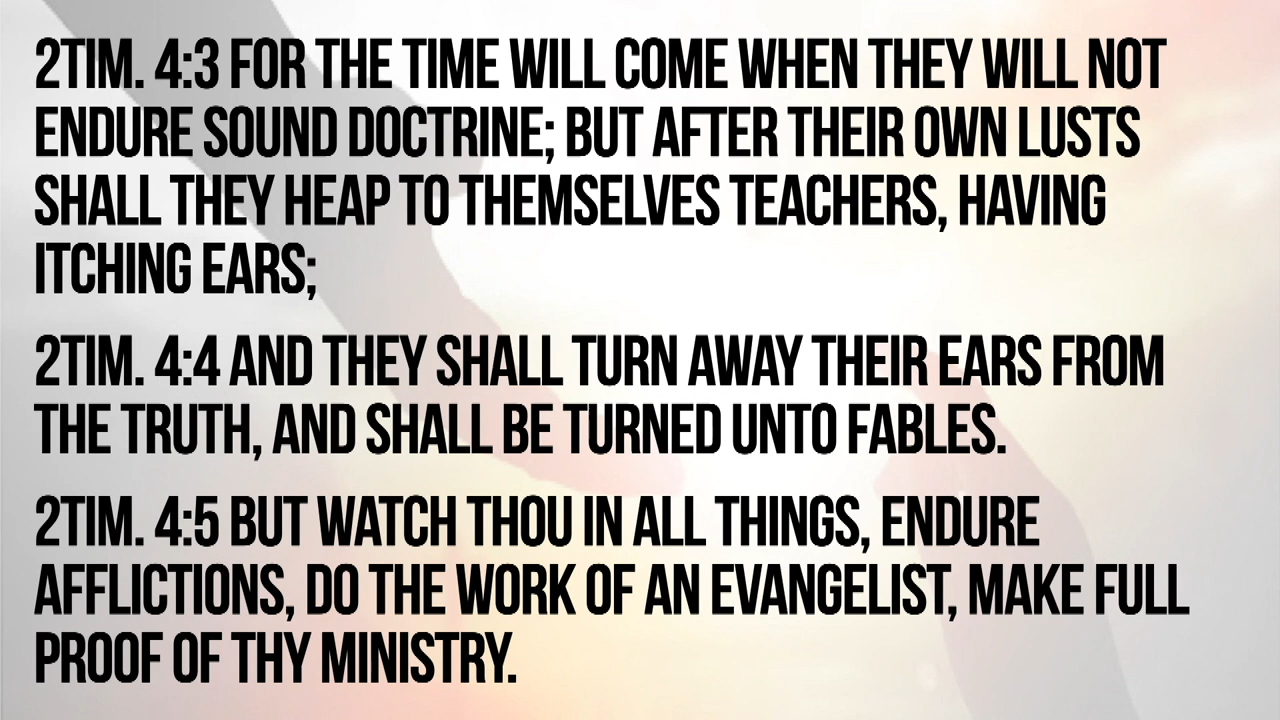 2TIM. 4:3 FOR THE TIME WILL COME WHEN THEY WILL NOT
ENDURE SOUND DOCTRINE; BUT AFTER THEIR OWN LUSTS
SHALL THEY HEAP TO THEMSELVES TEACHERS, HAVING
ITCHING EARS;
2TIM. 4:4 AND THEY SHALL TURN AWAY THEIR EARS FROM
THE TRUTH, AND SHALL BE TURNED UNTO FABLES.
2TIM. 4:5 BUT WATCH THOU IN ALL THINGS, ENDURE
AFFLICTIONS, DO THE WORK OF AN EVANGELIST, MAKE FULL
PROOF OF THY MINISTRY.